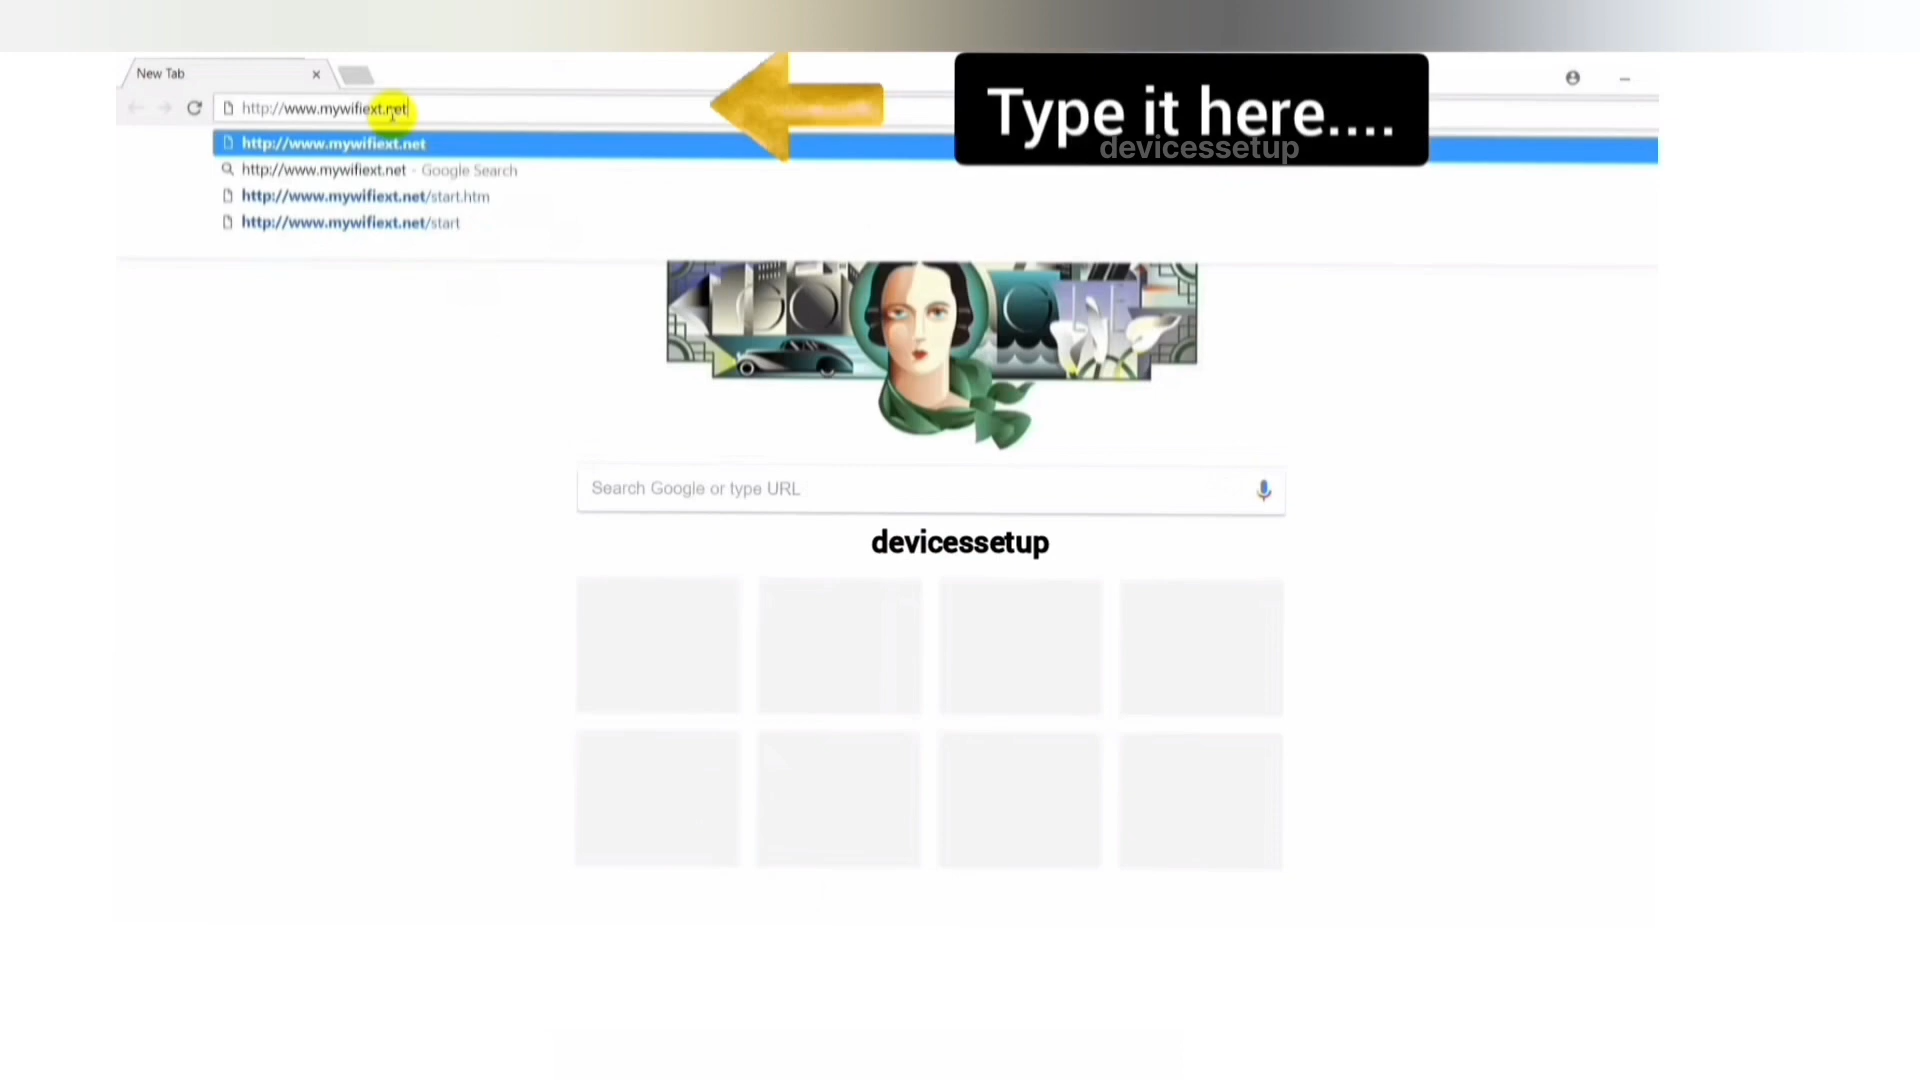 New Tab
http://www.mywifiext.net
Type it here....
devicessetup
http://www.mywifiext.net
http://www.mywifiext.net - Google Search
http://www.mywifiext.net/start.htm
http://www.mywifiext.net/start
Search Google or type URL
devicessetup